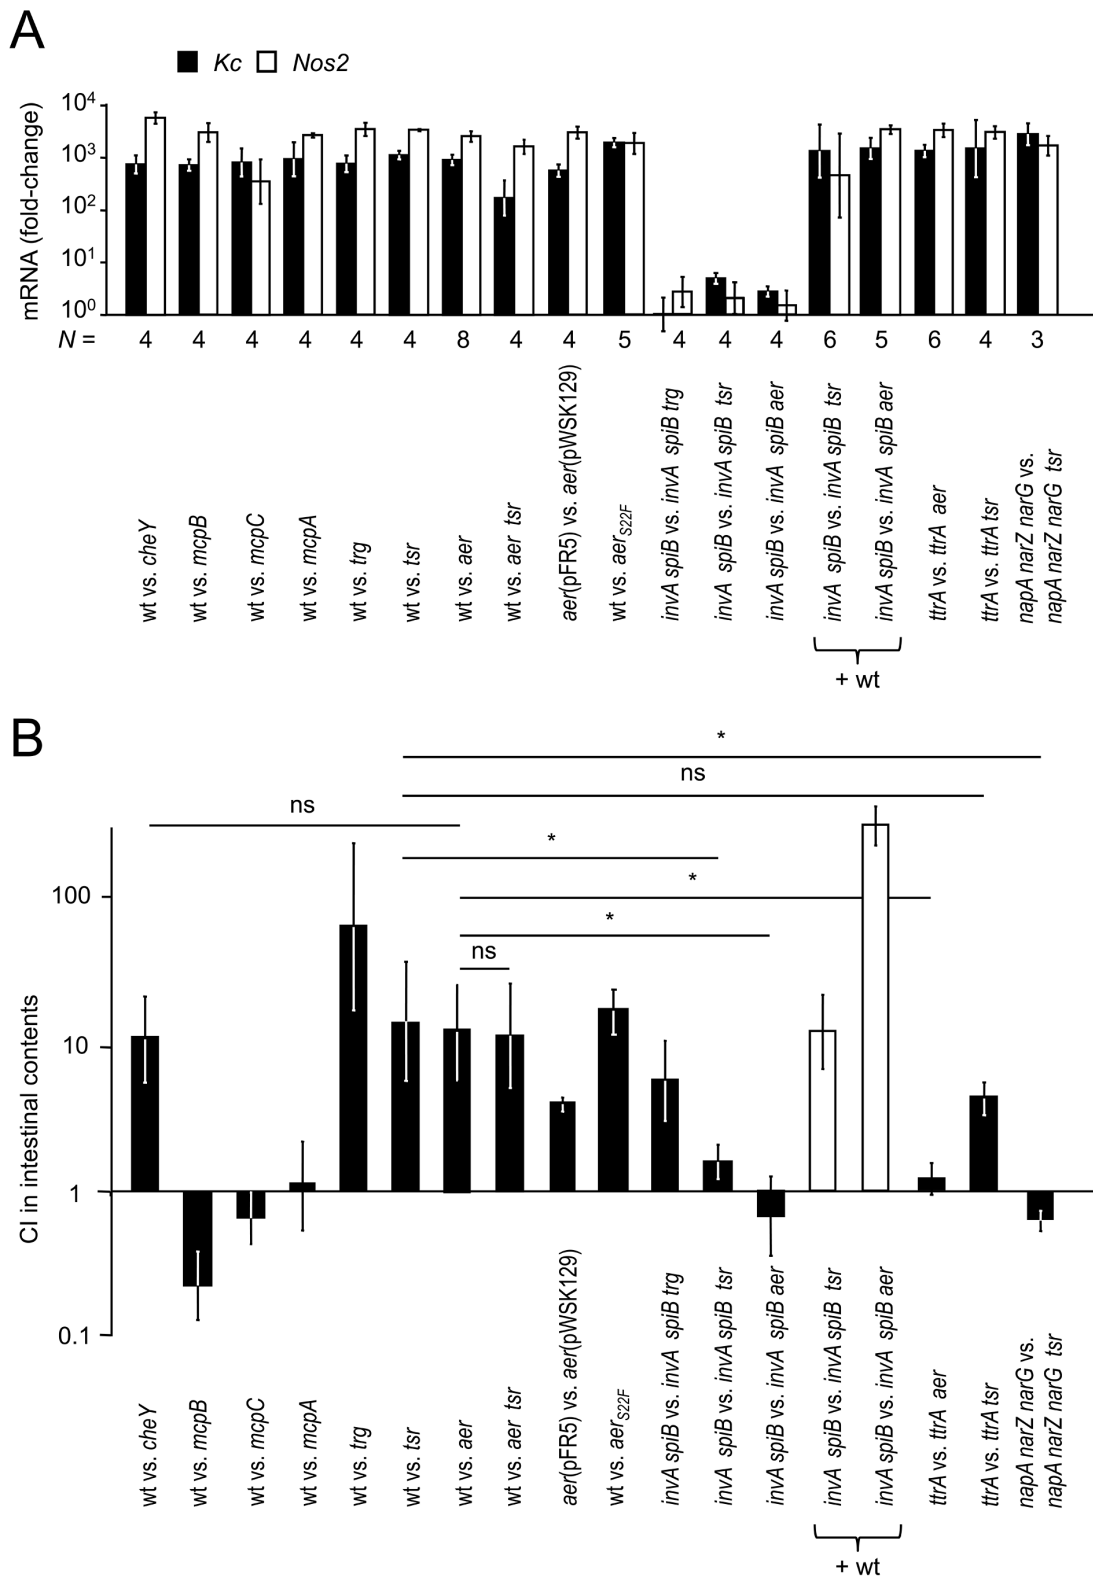 A
Kc Nos2
mRNA (fold-change)
10⁴
10³
10²
10¹
10⁰
N = 4 4 4 4 4 4 8 4 4 5 4 4 4 6 5 6 4 3
wt vs. cheY
wt vs. mcpB
wt vs. mcpC
wt vs. mcpA
wt vs. trg
wt vs. tsr
wt vs. aer
wt vs. aer tsr
aer(pFR5) vs. aer(pWSK129)
wt vs. aerS22F
invA spiB vs. invA spiB trg
invA spiB vs. invA spiB tsr
invA spiB vs. invA spiB aer
invA spiB vs. invA spiB tsr
invA spiB vs. invA spiB aer
ttrA vs. ttrA aer
ttrA vs. ttrA tsr
napA narZ narG vs.
napA narZ narG tsr
+ wt
B
*
ns
ns
*
*
*
ns
CI in intestinal contents
100
10
1
0.1
wt vs. cheY
wt vs. mcpB
wt vs. mcpC
wt vs. mcpA
wt vs. trg
wt vs. tsr
wt vs. aer
wt vs. aer tsr
aer(pFR5) vs. aer(pWSK129)
wt vs. aerS22F
invA spiB vs. invA spiB trg
invA spiB vs. invA spiB tsr
invA spiB vs. invA spiB aer
invA spiB vs. invA spiB tsr
invA spiB vs. invA spiB aer
ttrA vs. ttrA aer
ttrA vs. ttrA tsr
napA narZ narG vs.
napA narZ narG tsr
+ wt